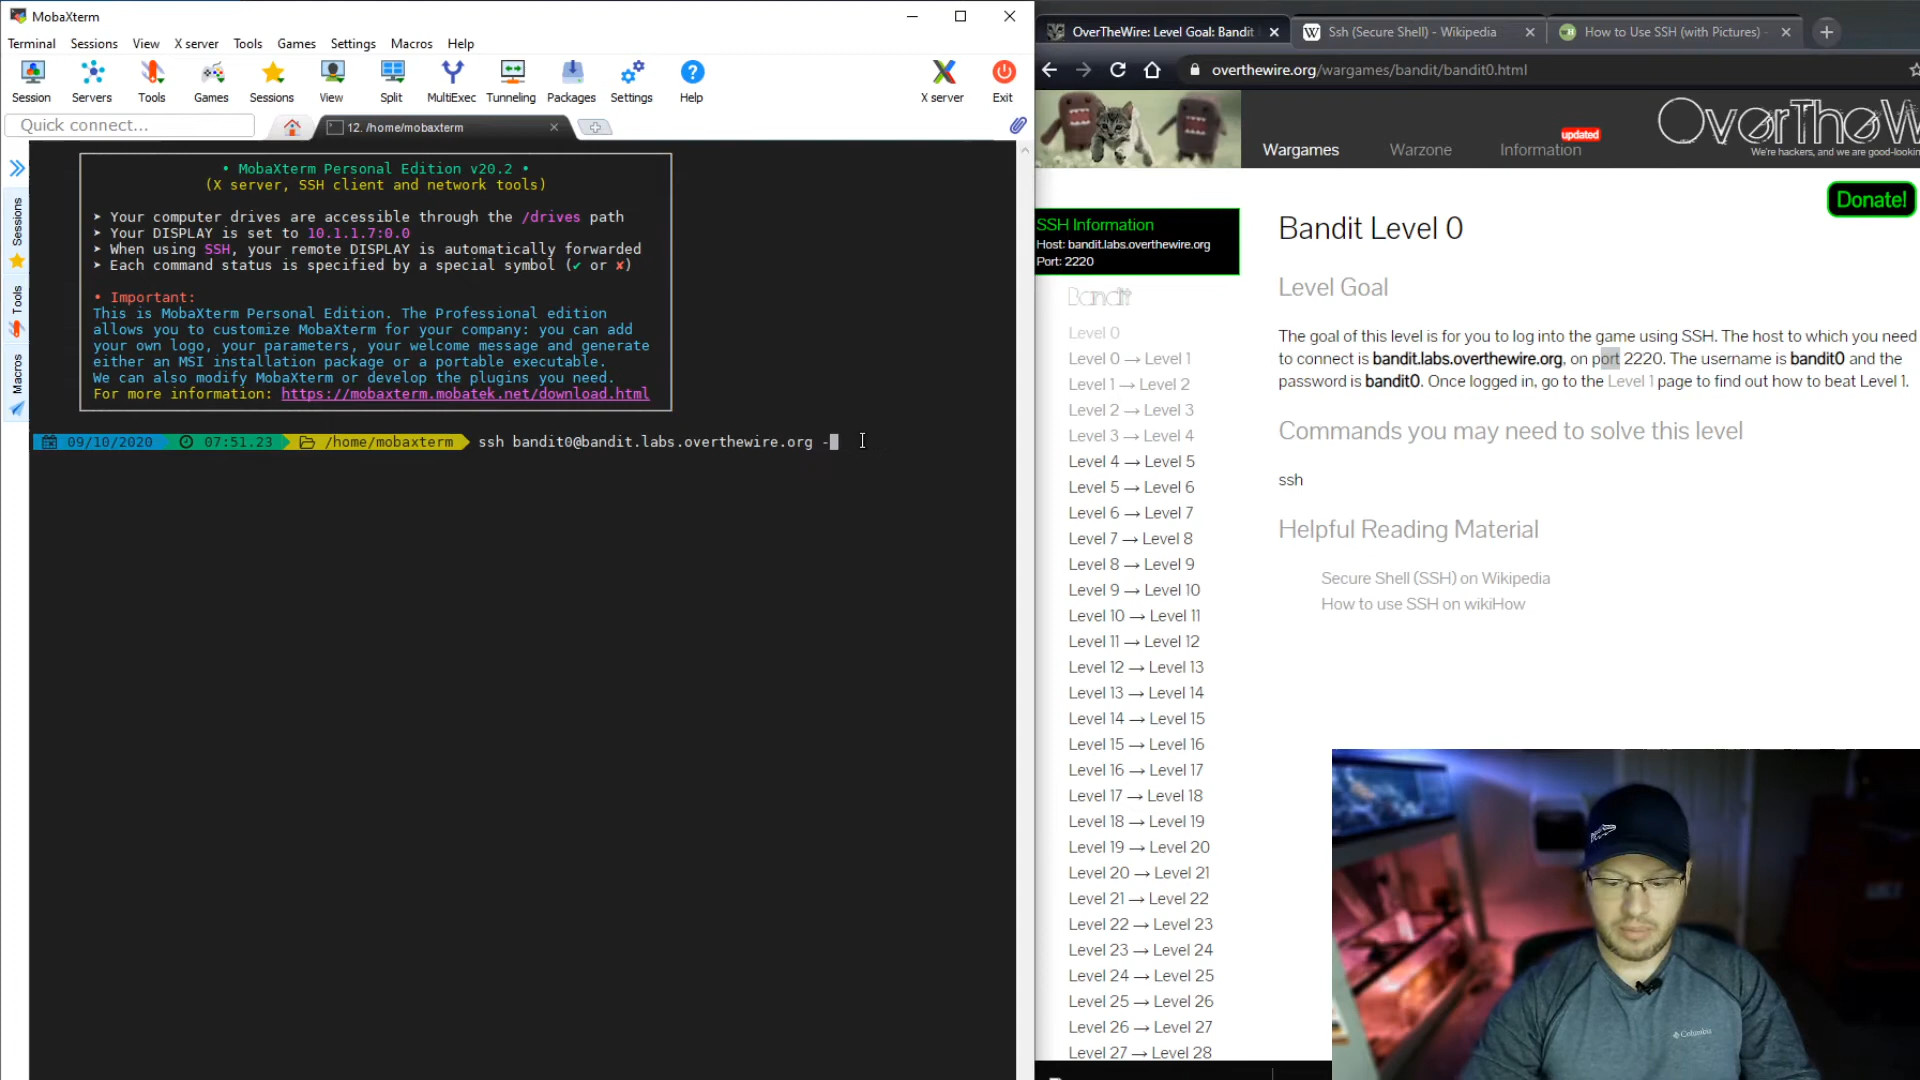 MobaXterm
Terminal Sessions View X server Tools Games Settings Macros Help
Session Servers Tools Games Sessions View Split MultiExec Tunneling Packages Settings Help X server Exit
Quick connect...
12. /home/mobaxterm
Sessions
Tools
Macros
• MobaXterm Personal Edition v20.2 •
(X server, SSH client and network tools)
➤ Your computer drives are accessible through the /drives path
➤ Your DISPLAY is set to 10.1.1.7:0.0
➤ When using SSH, your remote DISPLAY is automatically forwarded
➤ Each command status is specified by a special symbol (✔ or ✘)
• Important:
This is MobaXterm Personal Edition. The Professional edition
allows you to customize MobaXterm for your company: you can add
your own logo, your parameters, your welcome message and generate
either an MSI installation package or a portable executable.
We can also modify MobaXterm or develop the plugins you need.
For more information: https://mobaxterm.mobatek.net/download.html
09/10/2020 07:51.23 /home/mobaxterm ssh bandit0@bandit.labs.overthewire.org -
OverTheWire: Level Goal: Bandit
Ssh (Secure Shell) - Wikipedia
How to Use SSH (with Pictures) -
overthewire.org/wargames/bandit/bandit0.html
Wargames
Warzone
updated
Information
OverTheW
We're hackers, and we are good-lookin
Donate!
SSH Information
Host: bandit.labs.overthewire.org
Port: 2220
Bandit
Level 0
Level 0 → Level 1
Level 1 → Level 2
Level 2 → Level 3
Level 3 → Level 4
Level 4 → Level 5
Level 5 → Level 6
Level 6 → Level 7
Level 7 → Level 8
Level 8 → Level 9
Level 9 → Level 10
Level 10 → Level 11
Level 11 → Level 12
Level 12 → Level 13
Level 13 → Level 14
Level 14 → Level 15
Level 15 → Level 16
Level 16 → Level 17
Level 17 → Level 18
Level 18 → Level 19
Level 19 → Level 20
Level 20 → Level 21
Level 21 → Level 22
Level 22 → Level 23
Level 23 → Level 24
Level 24 → Level 25
Level 25 → Level 26
Level 26 → Level 27
Level 27 → Level 28
Bandit Level 0
Level Goal
The goal of this level is for you to log into the game using SSH. The host to which you need
to connect is bandit.labs.overthewire.org, on port 2220. The username is bandit0 and the
password is bandit0. Once logged in, go to the Level 1 page to find out how to beat Level 1.
Commands you may need to solve this level
ssh
Helpful Reading Material
Secure Shell (SSH) on Wikipedia
How to use SSH on wikiHow
Columbia